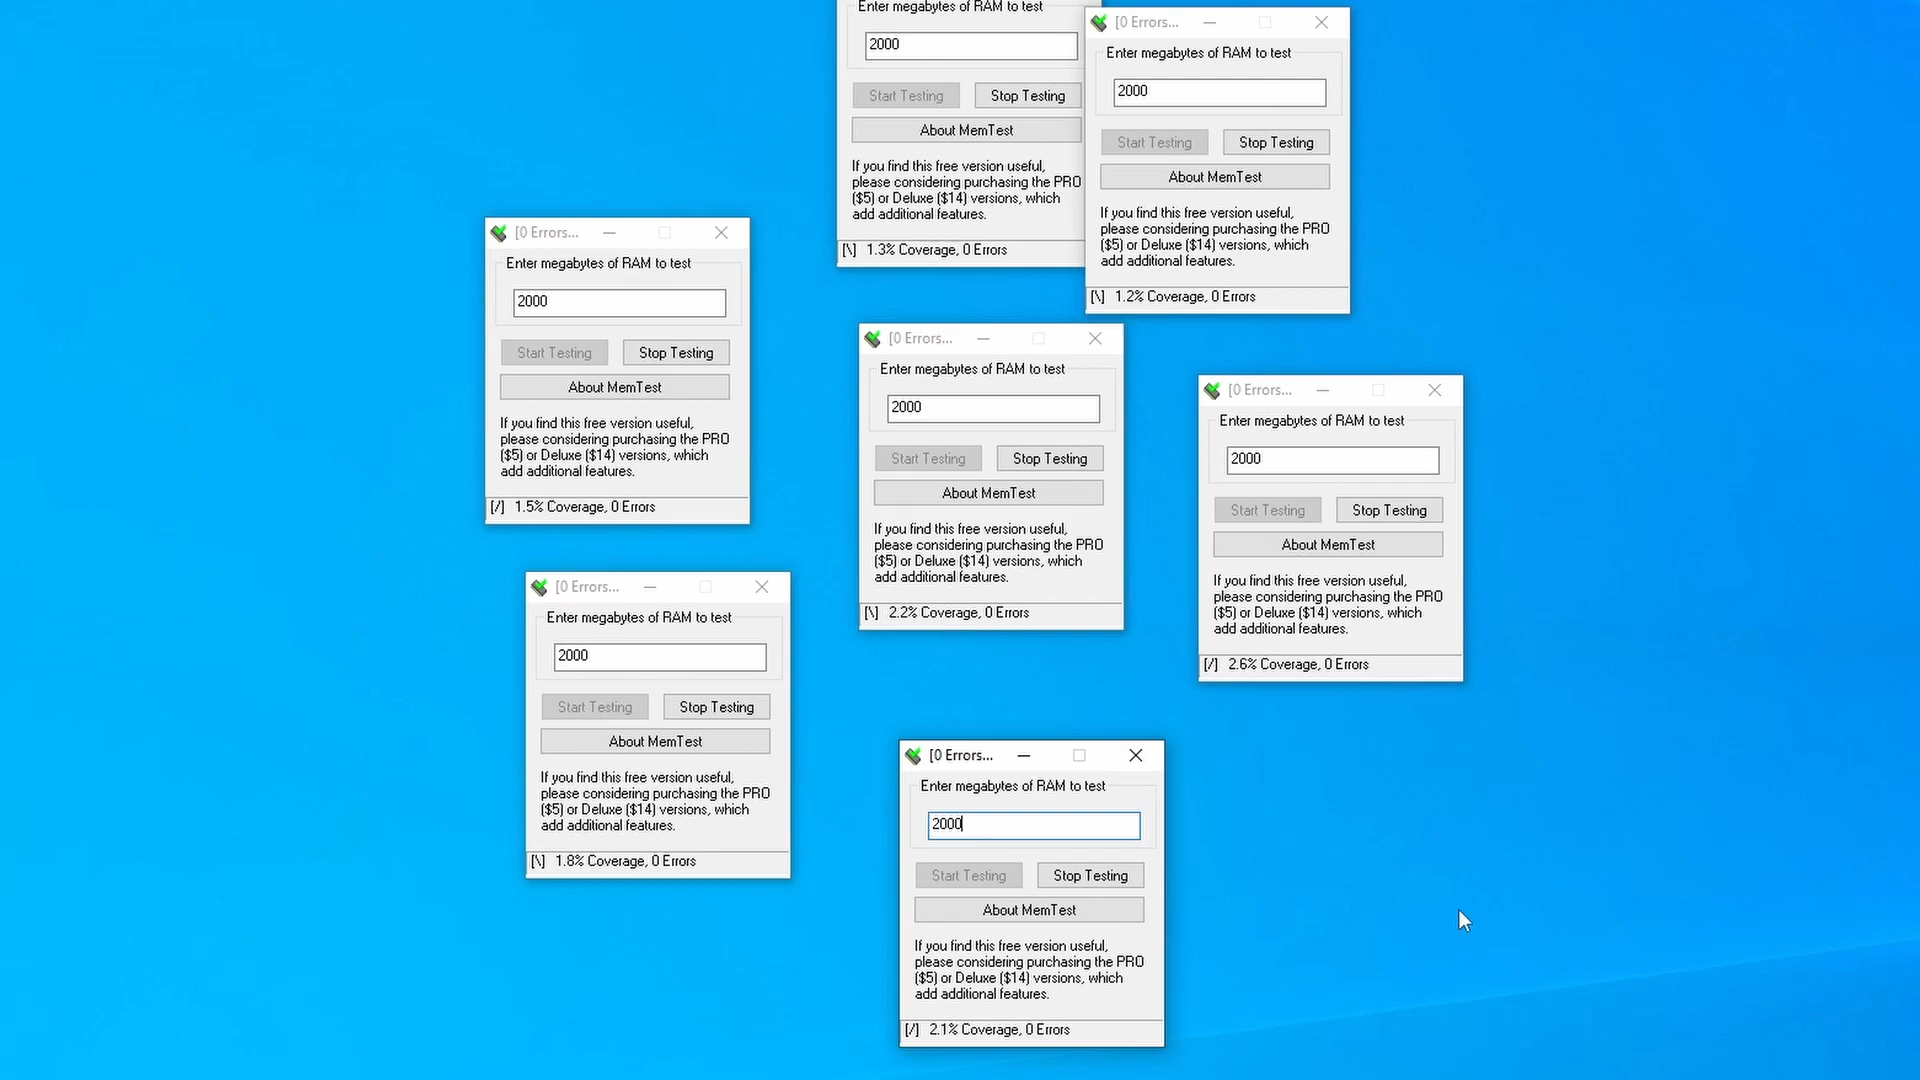 Enter megabytes of RAM to test
2000
Start Testing
Stop Testing
About MemTest
If you find this free version useful,
please considering purchasing the PRO
($5) or Deluxe ($14) versions, which
add additional features.
[\] 1.3% Coverage, 0 Errors
[0 Errors...
Enter megabytes of RAM to test
2000
Start Testing
Stop Testing
About MemTest
If you find this free version useful,
please considering purchasing the PRO
($5) or Deluxe ($14) versions, which
add additional features.
[\] 1.2% Coverage, 0 Errors
[0 Errors...
Enter megabytes of RAM to test
2000
Start Testing
Stop Testing
About MemTest
If you find this free version useful,
please considering purchasing the PRO
($5) or Deluxe ($14) versions, which
add additional features.
[/] 1.5% Coverage, 0 Errors
[0 Errors...
Enter megabytes of RAM to test
2000
Start Testing
Stop Testing
About MemTest
If you find this free version useful,
please considering purchasing the PRO
($5) or Deluxe ($14) versions, which
add additional features.
[\] 2.2% Coverage, 0 Errors
[0 Errors...
Enter megabytes of RAM to test
2000
Start Testing
Stop Testing
About MemTest
If you find this free version useful,
please considering purchasing the PRO
($5) or Deluxe ($14) versions, which
add additional features.
[/] 2.6% Coverage, 0 Errors
[0 Errors...
Enter megabytes of RAM to test
2000
Start Testing
Stop Testing
About MemTest
If you find this free version useful,
please considering purchasing the PRO
($5) or Deluxe ($14) versions, which
add additional features.
[\] 1.8% Coverage, 0 Errors
[0 Errors...
Enter megabytes of RAM to test
2000
Start Testing
Stop Testing
About MemTest
If you find this free version useful,
please considering purchasing the PRO
($5) or Deluxe ($14) versions, which
add additional features.
[/] 2.1% Coverage, 0 Errors